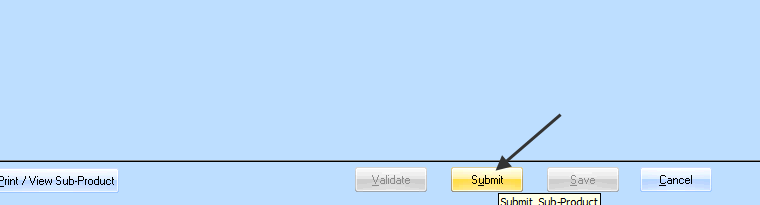 Print / View Sub-Product
Validate
Submit
Save
Cancel
Submit Sub-Product